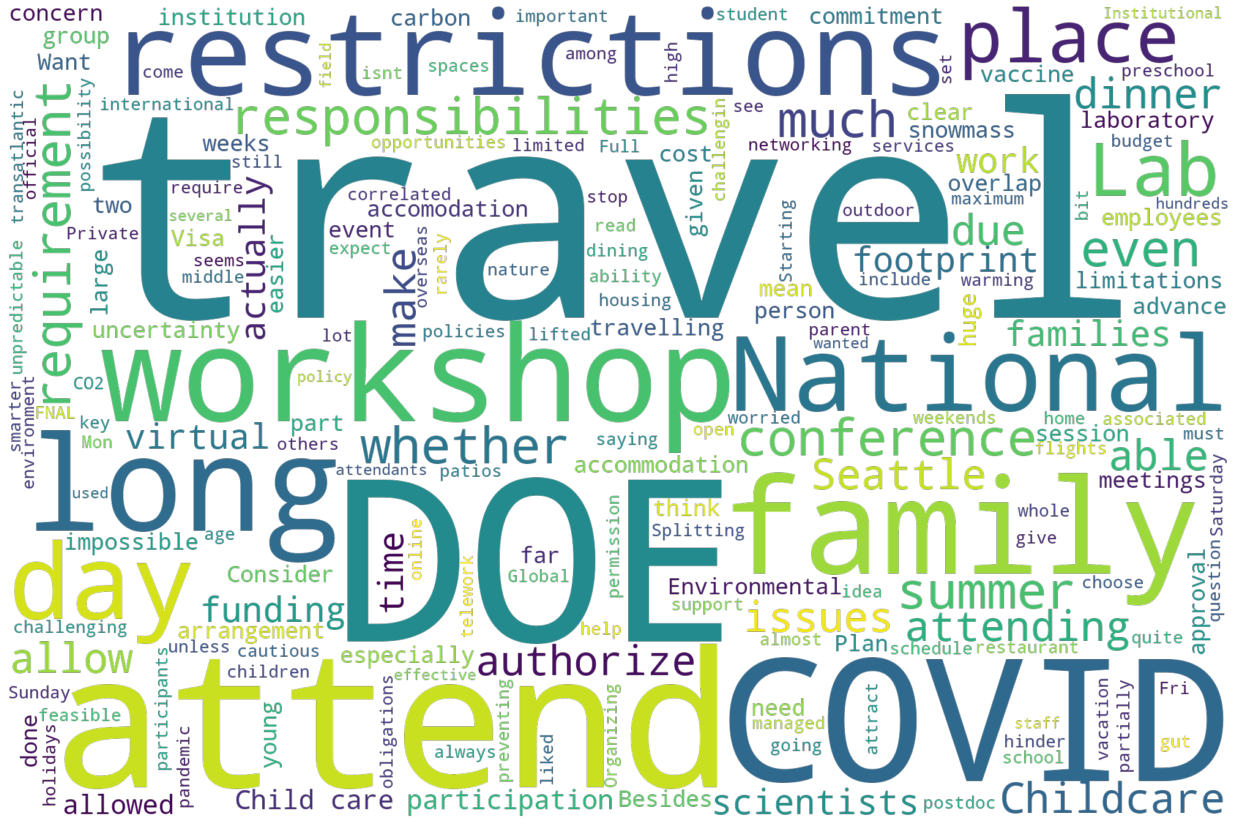 institution
carbon
important
student
commitment
Institutional
group
restrictions
place
Want
come
field
isnt
spaces
among
high
set
vaccine
preschool
international
responsibilities
see
much
clear
dinner
laboratory
official
transatlantic
possibility
requirement
weeks
still
travel
opportunities
limited
Full
challengin
networking
services
snowmass
budget
cost
work
Lab
require
correlated
accomodation
stop
given
overlap
maximum
hundreds
two
several
actually
event
read
outdoor
due
bit
employees
Private
Visa
expect
overseas
rarely
dining
Starting
even
seems
middle
easier
make
nature
ability
mean
include
footprint
warming
limitations
large
housing
person
huge
advance
unpredictable
uncertainty
lot
policies
lifted
travelling
parent
wanted
families
smarter
CO2
policy
workshop
National
FNAL
environment
key
Mon
part
worried
weekends
home
associated
virtual
others
whether
saying
open
conference
flights
session
must
long
used
attendants
patios
accommodation
Seattle
able
meetings
Saturday
impossible
age
DOE
permission
think
Splitting
family
whole
give
question
day
Consider
time
online
far
Global
Environmental
idea
choose
approval
challenging
funding
telework
support
summer
arrangement
help
issues
attending
quite
allow
unless
cautious
especially
authorize
almost
Plan
schedule
restaurant
Sunday
children
effective
COVID
Fri
feasible
participants
attend
obligations
need
managed
attract
staff
vacation
partially
done
holidays
young
always
preventing
liked
Organizing
going
hinder
school
gut
pandemic
allowed
Child care
participation
Besides
scientists
postdoc
Childcare